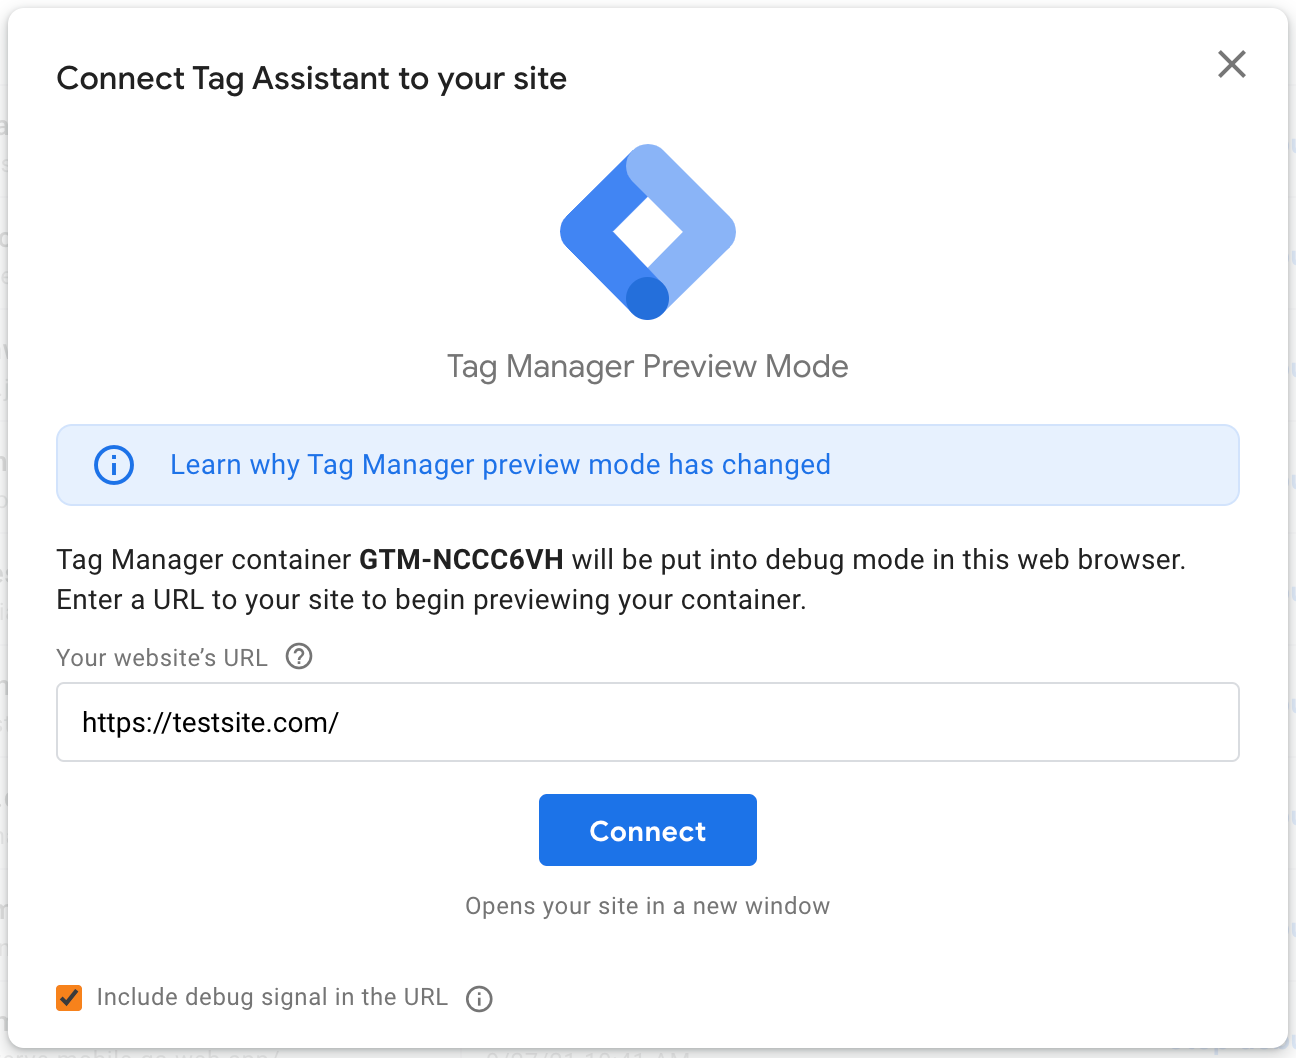 Connect Tag Assistant to your site
Tag Manager Preview Mode
Learn why Tag Manager preview mode has changed
Tag Manager container GTM-NCCC6VH will be put into debug mode in this web browser.
Enter a URL to your site to begin previewing your container.
Your website’s URL
https://testsite.com/
Connect
Opens your site in a new window
Include debug signal in the URL